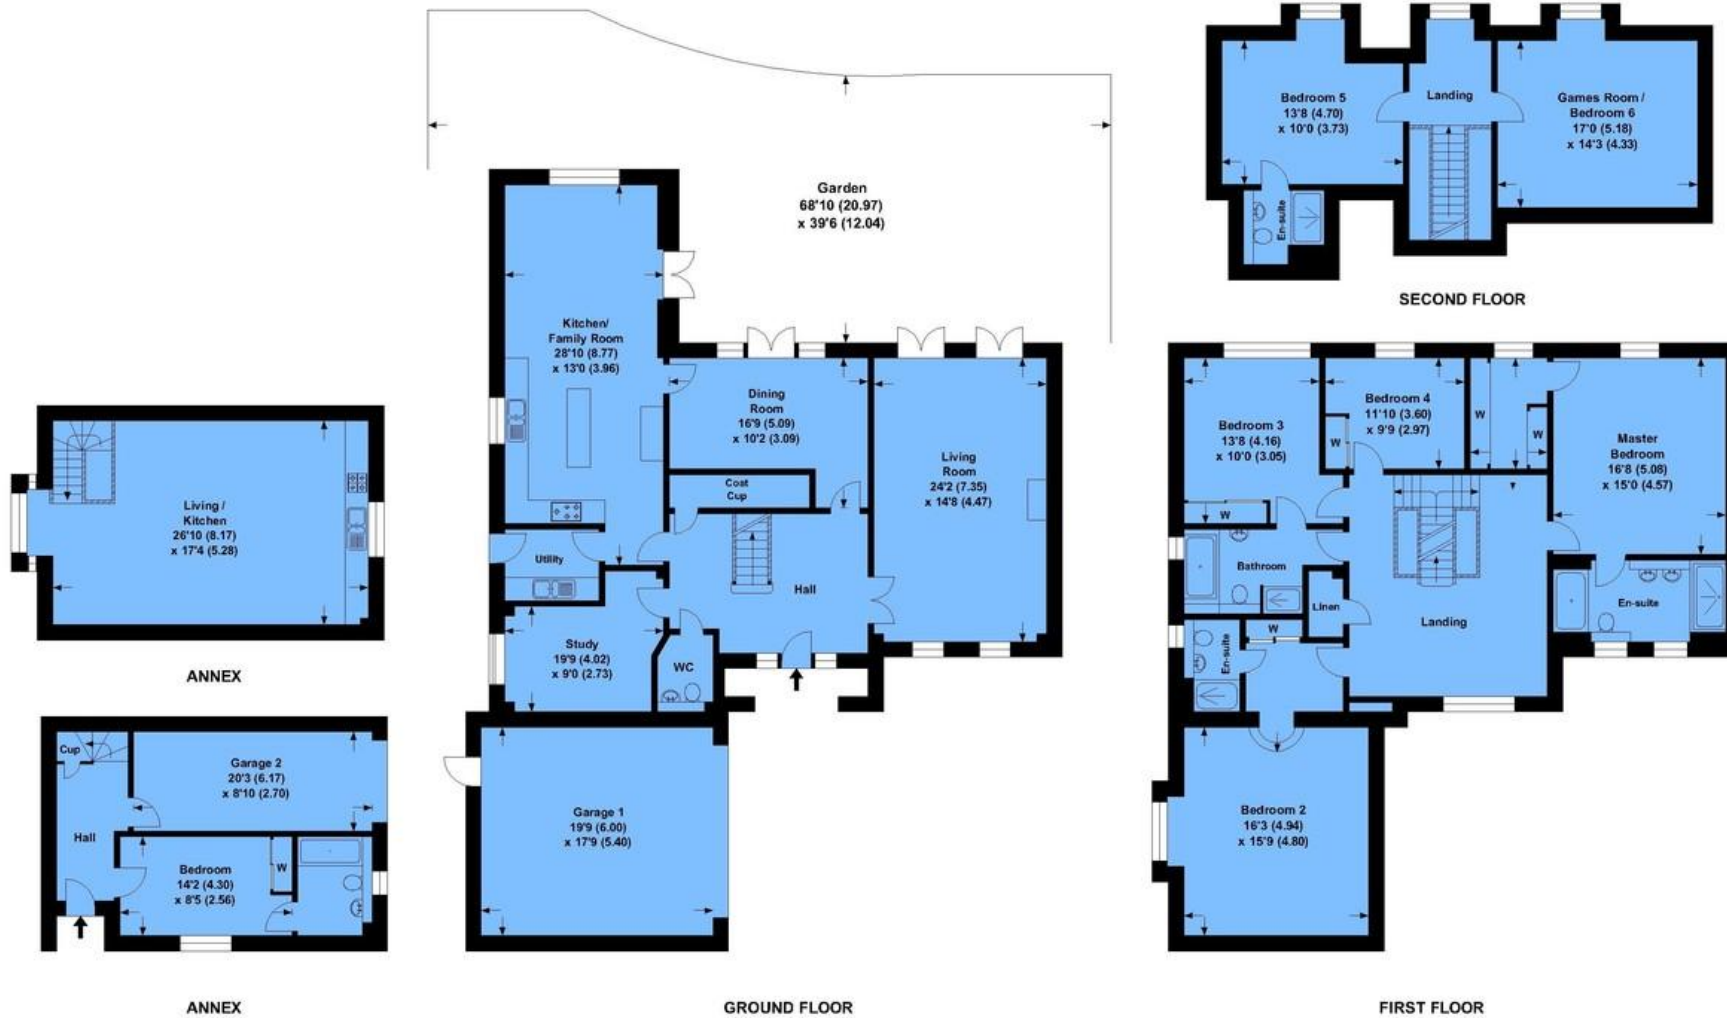 Bedroom 5
13'8 (4.70)
x 10'0 (3.73)
En-suite
Landing
Games Room /
Bedroom 6
17'0 (5.18)
x 14'3 (4.33)
SECOND FLOOR
Garden
68'10 (20.97)
x 39'6 (12.04)
Kitchen/
Family Room
28'10 (8.77)
x 13'0 (3.96)
Dining
Room
16'9 (5.09)
x 10'2 (3.09)
Living
Room
24'2 (7.35)
x 14'8 (4.47)
Coat
Cup
Utility
Hall
Study
19'9 (4.02)
x 9'0 (2.73)
WC
Garage 1
19'9 (6.00)
x 17'9 (5.40)
GROUND FLOOR
Living /
Kitchen
26'10 (8.17)
x 17'4 (5.28)
ANNEX
Cup
Garage 2
20'3 (6.17)
x 8'10 (2.70)
Hall
Bedroom
14'2 (4.30)
x 8'5 (2.56)
W
ANNEX
Bedroom 3
13'8 (4.16)
x 10'0 (3.05)
W
Bedroom 4
11'10 (3.60)
x 9'9 (2.97)
W
W
W
Master
Bedroom
16'8 (5.08)
x 15'0 (4.57)
Bathroom
Linen
Landing
En-suite
W
En-suite
Bedroom 2
16'3 (4.94)
x 15'9 (4.80)
FIRST FLOOR